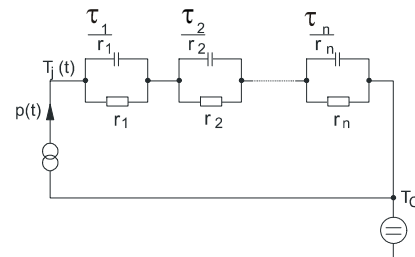 τ1/r1 τ2/r2 τn/rn
Tj(t)
p(t) r1 r2 rn
TC